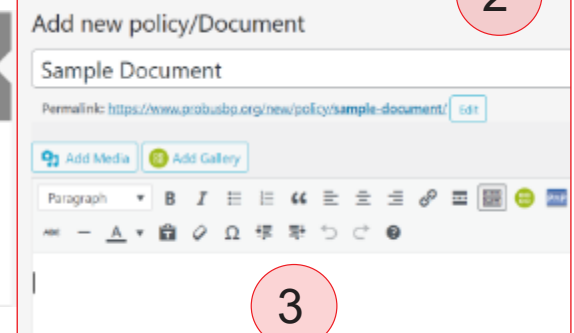 2
Add new policy/Document
Sample Document
Permalink: https://www.probusbp.org/new/policy/sample-document/ Edit
Add Media Add Gallery
Paragraph B I “
ABC A Ω
3